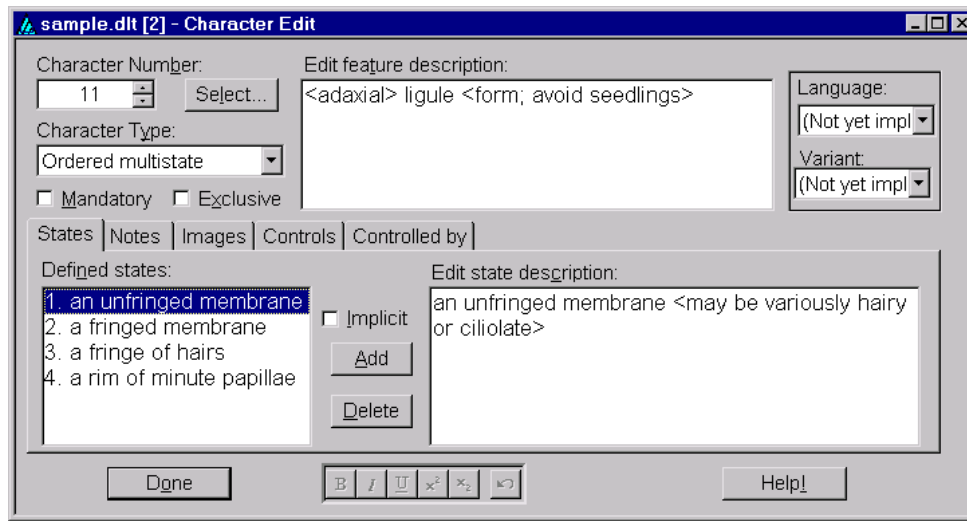 sample.dlt [2] - Character Edit
Character Number:
11
Select...
Character Type:
Ordered multistate
Mandatory
Exclusive
Edit feature description:
<adaxial> ligule <form; avoid seedlings>
Language:
(Not yet impl
Variant:
(Not yet impl
States
Notes
Images
Controls
Controlled by
Defined states:
1. an unfringed membrane
2. a fringed membrane
3. a fringe of hairs
4. a rim of minute papillae
Implicit
Add
Delete
Edit state description:
an unfringed membrane <may be variously hairy
or ciliolate>
Done
B I U x² x₂
Help!